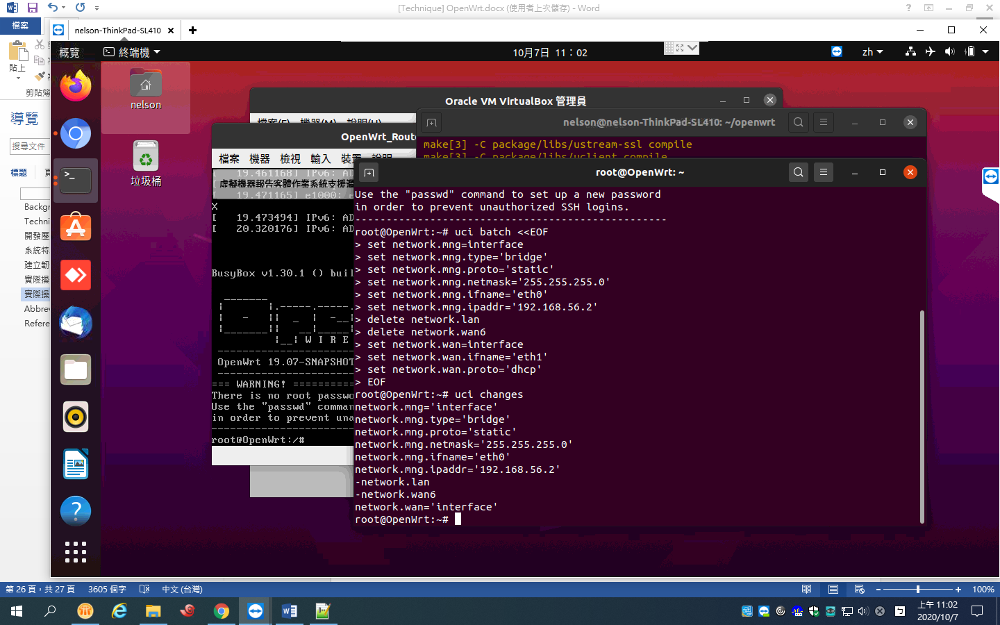 [Technique] OpenWrt.docx (使用者上次儲存) - Word
檔案
nelson-ThinkPad-SL410
貼上
剪貼簿
導覽
搜尋文件
標題
Backgr
Techni
開發歷
系統特
建立韌
實際操
實際操
Abbrev
Refere
概覽
終端機
10月7日 11：02
zh
nelson
垃圾桶
Oracle VM VirtualBox 管理員
檔案(F) 機器(M) 說明(H)
OpenWrt_Route
檔案 機器 檢視 輸入 裝置 說明
[ 19.461168] IPv6: AD
虛擬機器報告客體作業系統支援滑
[ 19.471165] e1000: e
X
[ 19.473494] IPv6: AD
[ 20.320176] IPv6: AD
BusyBox v1.30.1 () buil
W I R E
OpenWrt 19.07-SNAPSHOT
=== WARNING! ===========
There is no root passwo
Use the "passwd" comman
in order to prevent una
root@OpenWrt:/#
nelson@nelson-ThinkPad-SL410: ~/openwrt
make[3] -C package/libs/ustream-ssl compile
make[3] -C package/libs/uclient compile
root@OpenWrt: ~
Use the "passwd" command to set up a new password
in order to prevent unauthorized SSH logins.
--------------------------------------------------
root@OpenWrt:~# uci batch <<EOF
> set network.mng=interface
> set network.mng.type='bridge'
> set network.mng.proto='static'
> set network.mng.netmask='255.255.255.0'
> set network.mng.ifname='eth0'
> set network.mng.ipaddr='192.168.56.2'
> delete network.lan
> delete network.wan6
> set network.wan=interface
> set network.wan.ifname='eth1'
> set network.wan.proto='dhcp'
> EOF
root@OpenWrt:~# uci changes
network.mng='interface'
network.mng.type='bridge'
network.mng.proto='static'
network.mng.netmask='255.255.255.0'
network.mng.ifname='eth0'
network.mng.ipaddr='192.168.56.2'
-network.lan
-network.wan6
network.wan='interface'
root@OpenWrt:~#
第 26 頁，共 27 頁 3605 個字 中文 (台灣)
100%
上午 11:02
2020/10/7